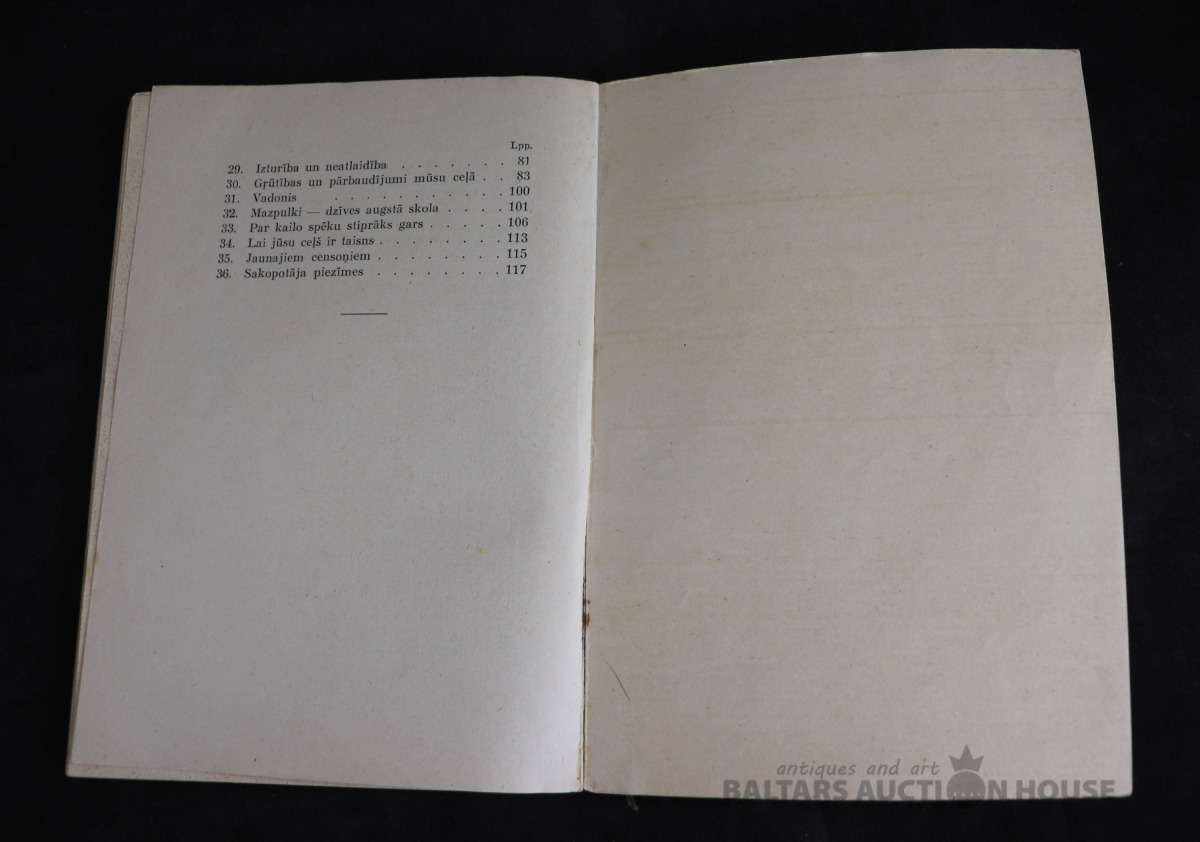 Lpp.
29. Izturība un neatlaidība . . . . . . . 81
30. Grūtības un pārbaudījumi mūsu ceļā . . 83
31. Vadonis . . . . . . . . . . 100
32. Mazpulki — dzīves augstā skola . . . . 101
33. Par kailo spēku stiprāks gars . . . . . 106
34. Lai jūsu ceļš ir taisns . . . . . . . . 113
35. Jaunajiem censoņiem . . . . . . . . 115
36. Sakopotāja piezīmes . . . . . . . . 117
antiques and art
BALTARS AUCTION HOUSE